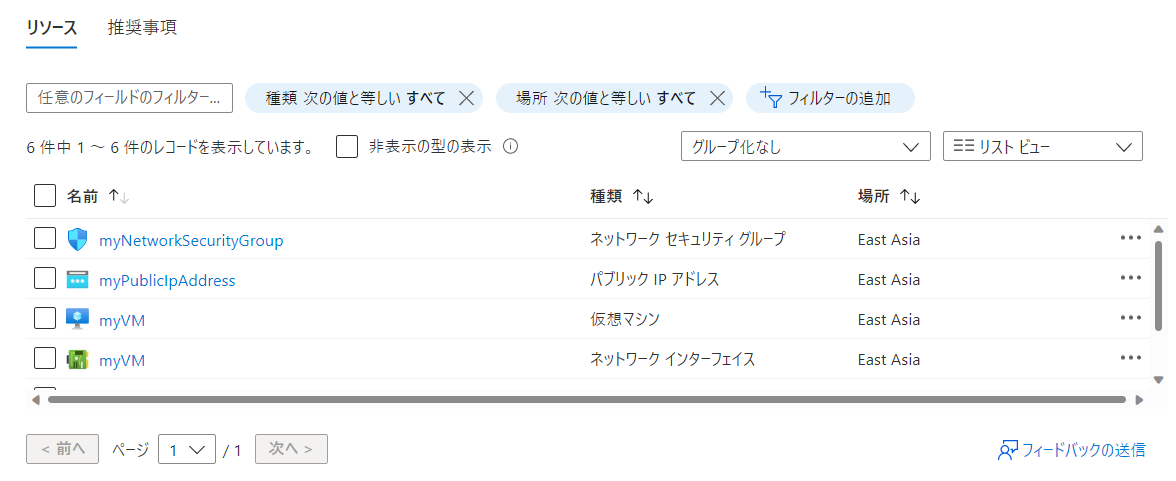 リソース 推奨事項
任意のフィールドのフィルター... 種類 次の値と等しい すべて 場所 次の値と等しい すべて フィルターの追加
6 件中 1 ～ 6 件のレコードを表示しています。 非表示の型の表示 グループ化なし リスト ビュー
名前 種類 場所
myNetworkSecurityGroup ネットワーク セキュリティ グループ East Asia
myPublicIpAddress パブリック IP アドレス East Asia
myVM 仮想マシン East Asia
myVM ネットワーク インターフェイス East Asia
< 前へ ページ 1 / 1 次へ > フィードバックの送信